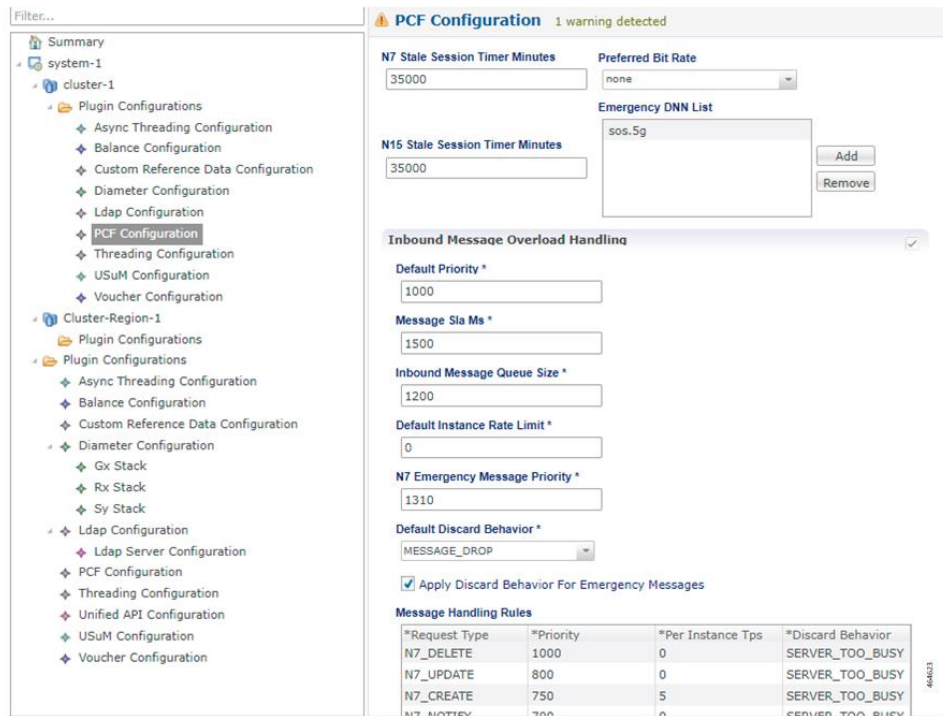 Filter...
Summary
system-1
cluster-1
Plugin Configurations
Async Threading Configuration
Balance Configuration
Custom Reference Data Configuration
Diameter Configuration
Ldap Configuration
PCF Configuration
Threading Configuration
USuM Configuration
Voucher Configuration
Cluster-Region-1
Plugin Configurations
Plugin Configurations
Async Threading Configuration
Balance Configuration
Custom Reference Data Configuration
Diameter Configuration
Gx Stack
Rx Stack
Sy Stack
Ldap Configuration
Ldap Server Configuration
PCF Configuration
Threading Configuration
Unified API Configuration
USuM Configuration
Voucher Configuration
PCF Configuration 1 warning detected
N7 Stale Session Timer Minutes
35000
Preferred Bit Rate
none
N15 Stale Session Timer Minutes
35000
Emergency DNN List
sos.5g
Add
Remove
Inbound Message Overload Handling
Default Priority *
1000
Message Sla Ms *
1500
Inbound Message Queue Size *
1200
Default Instance Rate Limit *
0
N7 Emergency Message Priority *
1310
Default Discard Behavior *
MESSAGE_DROP
Apply Discard Behavior For Emergency Messages
Message Handling Rules
*Request Type *Priority *Per Instance Tps *Discard Behavior
N7_DELETE 1000 0 SERVER_TOO_BUSY
N7_UPDATE 800 0 SERVER_TOO_BUSY
N7_CREATE 750 5 SERVER_TOO_BUSY
N7_NOTIFY 700 0 SERVER_TOO_BUSY
464623